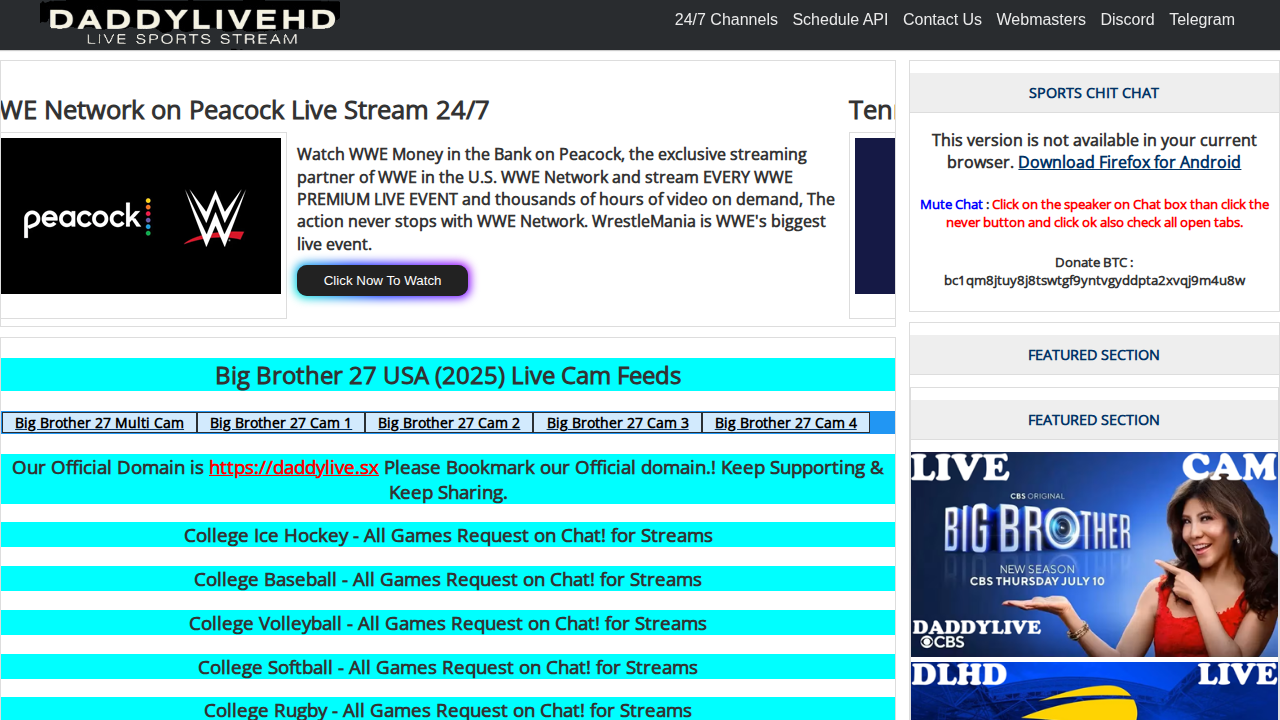 DADDYLIVEHD
LIVE SPORTS STREAM
24/7 Channels Schedule API Contact Us Webmasters Discord Telegram
WE Network on Peacock Live Stream 24/7
peacock
W
Watch WWE Money in the Bank on Peacock, the exclusive streaming
partner of WWE in the U.S. WWE Network and stream EVERY WWE
PREMIUM LIVE EVENT and thousands of hours of video on demand, The
action never stops with WWE Network. WrestleMania is WWE's biggest
live event.
Click Now To Watch
Ten
Big Brother 27 USA (2025) Live Cam Feeds
Big Brother 27 Multi Cam Big Brother 27 Cam 1 Big Brother 27 Cam 2 Big Brother 27 Cam 3 Big Brother 27 Cam 4
Our Official Domain is https://daddylive.sx Please Bookmark our Official domain.! Keep Supporting &
Keep Sharing.
College Ice Hockey - All Games Request on Chat! for Streams
College Baseball - All Games Request on Chat! for Streams
College Volleyball - All Games Request on Chat! for Streams
College Softball - All Games Request on Chat! for Streams
College Rugby - All Games Request on Chat! for Streams
SPORTS CHIT CHAT
This version is not available in your current
browser. Download Firefox for Android
Mute Chat : Click on the speaker on Chat box than click the
never button and click ok also check all open tabs.
Donate BTC :
bc1qm8jtuy8j8tswtgf9yntvgyddpta2xvqj9m4u8w
FEATURED SECTION
FEATURED SECTION
LIVE CAM
CBS ORIGINAL
BIG BROTHER
NEW SEASON
CBS THURSDAY JULY 10
DADDYLIVE
CBS
DLHD LIVE